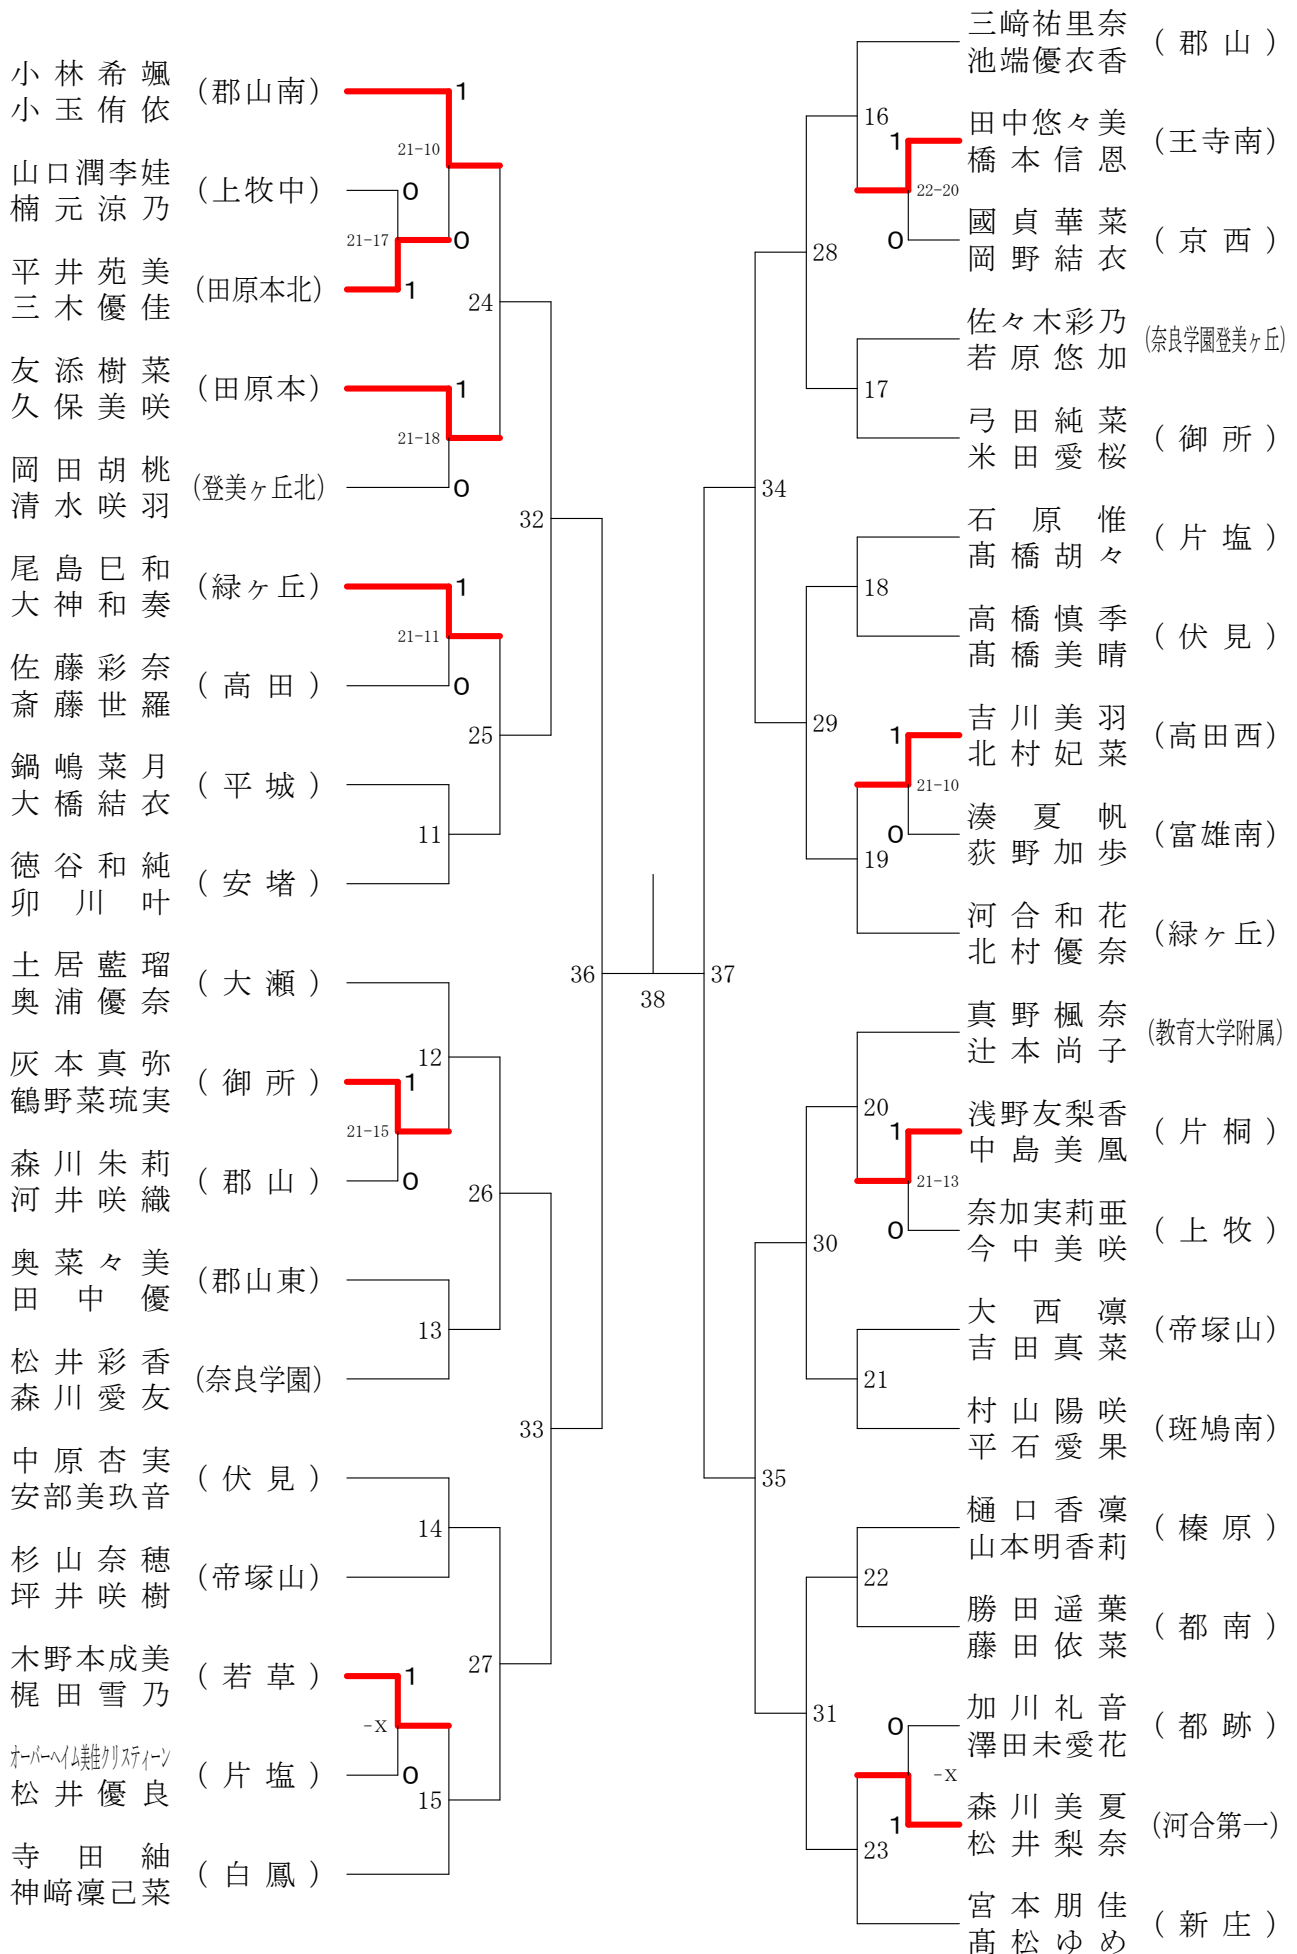 小林希颯
小玉侑依
(郡山南)
1
21-10
山口潤李娃
楠元涼乃
(上牧中)
0
21-17
0
平井苑美
三木優佳
(田原本北)
1
24
友添樹菜
久保美咲
(田原本)
1
21-18
岡田胡桃
清水咲羽
(登美ヶ丘北)
0
32
尾島巳和
大神和奏
(緑ヶ丘)
1
21-11
佐藤彩奈
斎藤世羅
(高田)
0
25
鍋嶋菜月
大橋結衣
(平城)
11
徳谷和純
卯川叶
(安堵)
36
土居藍瑠
奥浦優奈
(大瀬)
12
灰本真弥
鶴野菜琉実
(御所)
1
21-15
森川朱莉
河井咲織
(郡山)
0
26
奥菜々美
田中優
(郡山東)
13
松井彩香
森川愛友
(奈良学園)
33
中原杏実
安部美玖音
(伏見)
14
杉山奈穂
坪井咲樹
(帝塚山)
27
木野本成美
梶田雪乃
(若草)
1
-X
オーバーヘイム美佳クリスティーン
松井優良
(片塩)
0
15
寺田紬
神﨑凜己菜
(白鳳)
38
三﨑祐里奈
池端優衣香
(郡山)
16
田中悠々美
橋本信恩
(王寺南)
1
22-20
國貞華菜
岡野結衣
(京西)
0
28
佐々木彩乃
若原悠加
(奈良学園登美ヶ丘)
17
弓田純菜
米田愛桜
(御所)
34
石原惟
髙橋胡々
(片塩)
18
高橋慎季
髙橋美晴
(伏見)
29
吉川美羽
北村妃菜
(高田西)
1
21-10
湊夏帆
荻野加歩
(富雄南)
0
19
河合和花
北村優奈
(緑ヶ丘)
37
真野楓奈
辻本尚子
(教育大学附属)
20
浅野友梨香
中島美凰
(片桐)
1
21-13
奈加実莉亜
今中美咲
(上牧)
0
30
大西凛
吉田真菜
(帝塚山)
21
村山陽咲
平石愛果
(斑鳩南)
35
樋口香凜
山本明香莉
(榛原)
22
勝田遥葉
藤田依菜
(都南)
31
加川礼音
澤田未愛花
(都跡)
0
-X
森川美夏
松井梨奈
(河合第一)
1
23
宮本朋佳
髙松ゆめ
(新庄)